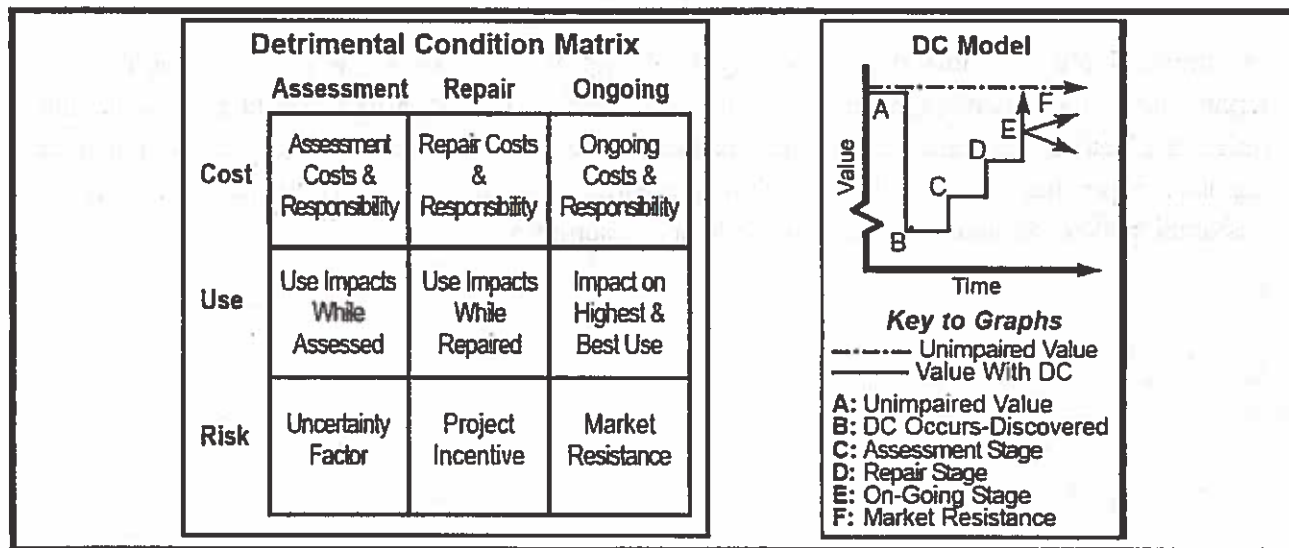 Detrimental Condition Matrix
Assessment Repair Ongoing
Cost
Assessment
Costs &
Responsibility
Repair Costs
&
Responsibility
Ongoing
Costs &
Responsibility
Use
Use Impacts
While
Assessed
Use Impacts
While
Repaired
Impact on
Highest &
Best Use
Risk
Uncertainty
Factor
Project
Incentive
Market
Resistance
DC Model
Value
A
B
C
D
E
F
Time
Key to Graphs
Unimpaired Value
Value With DC
A: Unimpaired Value
B: DC Occurs-Discovered
C: Assessment Stage
D: Repair Stage
E: On-Going Stage
F: Market Resistance